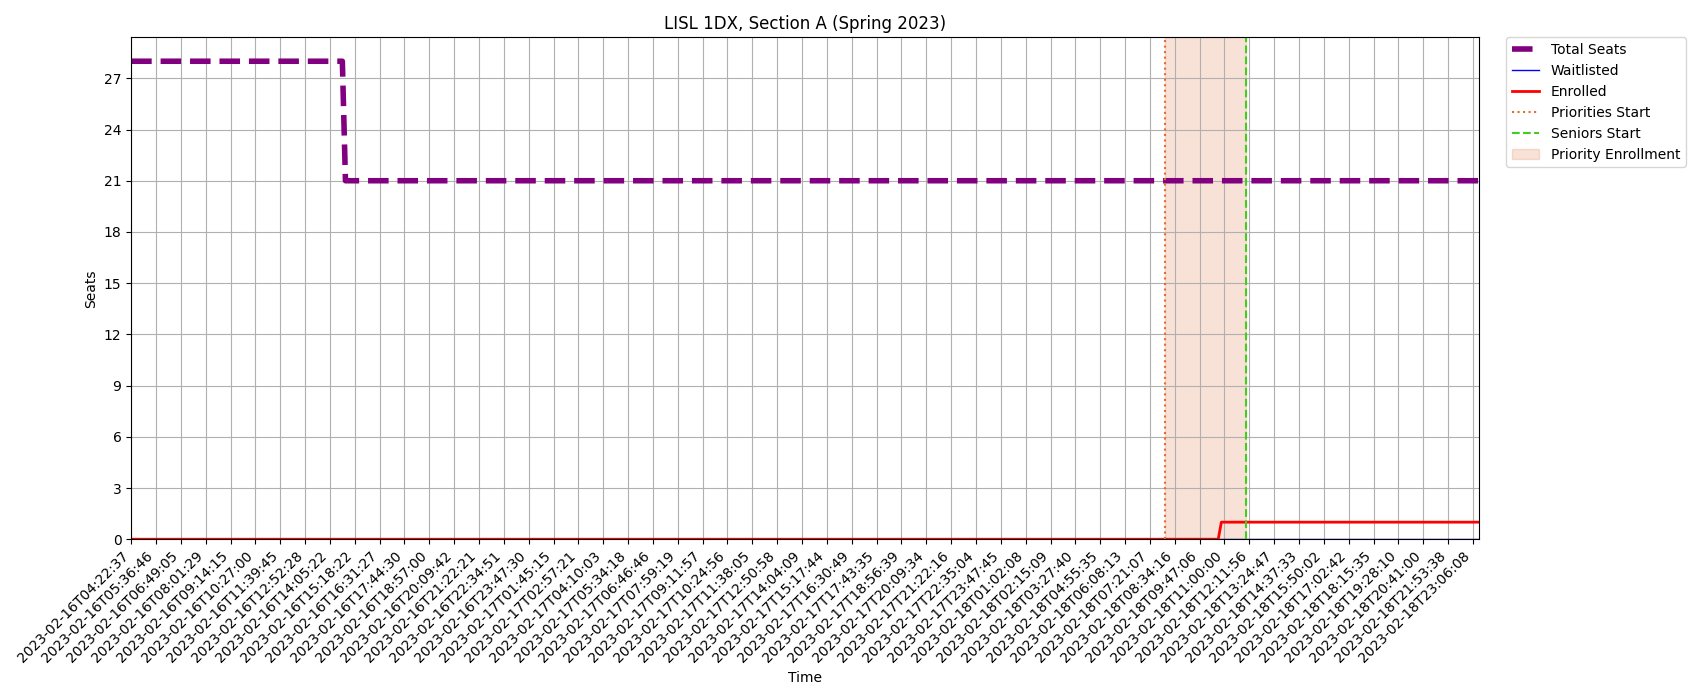 LISL 1DX, Section A (Spring 2023)
Total Seats
Waitlisted
Enrolled
Priorities Start
Seniors Start
Priority Enrollment
Seats
27
24
21
18
15
12
9
6
3
0
2023-02-16T04:22:37
2023-02-16T05:36:46
2023-02-16T06:49:05
2023-02-16T08:01:29
2023-02-16T09:14:15
2023-02-16T10:27:00
2023-02-16T11:39:45
2023-02-16T12:52:28
2023-02-16T14:05:22
2023-02-16T15:18:22
2023-02-16T16:31:27
2023-02-16T17:44:30
2023-02-16T18:57:00
2023-02-16T20:09:42
2023-02-16T21:22:21
2023-02-16T22:34:51
2023-02-16T23:47:30
2023-02-17T01:45:15
2023-02-17T02:57:21
2023-02-17T04:10:03
2023-02-17T05:34:18
2023-02-17T06:46:46
2023-02-17T07:59:19
2023-02-17T09:11:57
2023-02-17T10:24:56
2023-02-17T11:38:05
2023-02-17T12:50:58
2023-02-17T14:04:09
2023-02-17T15:17:44
2023-02-17T16:30:49
2023-02-17T17:43:35
2023-02-17T18:56:39
2023-02-17T20:09:34
2023-02-17T21:22:16
2023-02-17T22:35:04
2023-02-17T23:47:45
2023-02-18T01:02:08
2023-02-18T02:15:09
2023-02-18T03:27:40
2023-02-18T04:55:35
2023-02-18T06:08:13
2023-02-18T07:21:07
2023-02-18T08:34:16
2023-02-18T09:47:06
2023-02-18T11:00:00
2023-02-18T12:11:56
2023-02-18T13:24:47
2023-02-18T14:37:33
2023-02-18T15:50:02
2023-02-18T17:02:42
2023-02-18T18:15:35
2023-02-18T19:28:10
2023-02-18T20:41:00
2023-02-18T21:53:38
2023-02-18T23:06:08
Time